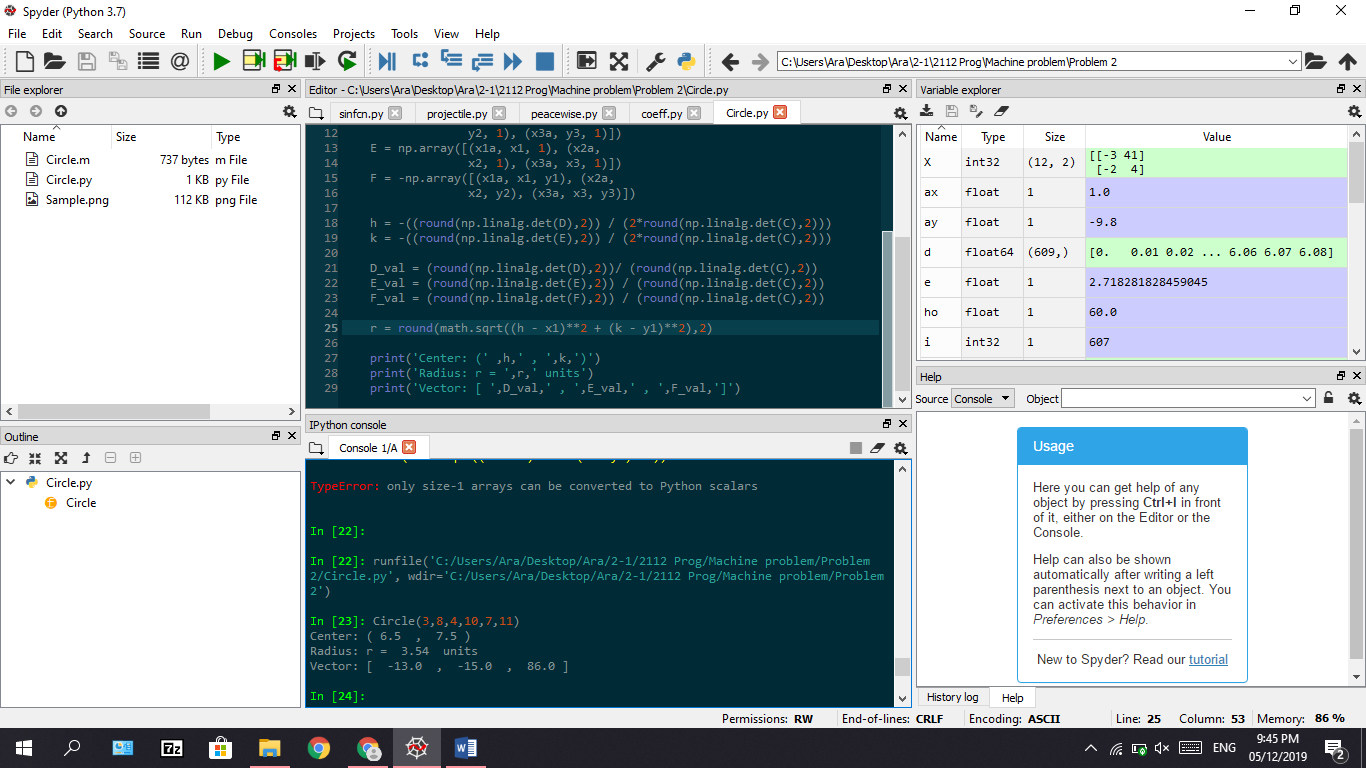 Spyder (Python 3.7)
File Edit Search Source Run Debug Consoles Projects Tools View Help
C:\Users\Ara\Desktop\Ara\2-1\2112 Prog\Machine problem\Problem 2
File explorer
Name Size Type
Circle.m 737 bytes m File
Circle.py 1 KB py File
Sample.png 112 KB png File
Outline
Circle.py
Circle
Editor - C:\Users\Ara\Desktop\Ara\2-1\2112 Prog\Machine problem\Problem 2\Circle.py
sinfcn.py projectile.py peacewise.py coeff.py Circle.py
12 y2, 1), (x3a, y3, 1)])
13 E = np.array([(x1a, x1, 1), (x2a,
14 x2, 1), (x3a, x3, 1)])
15 F = -np.array([(x1a, x1, y1), (x2a,
16 x2, y2), (x3a, x3, y3)])
17
18 h = -((round(np.linalg.det(D),2)) / (2*round(np.linalg.det(C),2)))
19 k = -((round(np.linalg.det(E),2)) / (2*round(np.linalg.det(C),2)))
20
21 D_val = (round(np.linalg.det(D),2))/ (round(np.linalg.det(C),2))
22 E_val = (round(np.linalg.det(E),2)) / (round(np.linalg.det(C),2))
23 F_val = (round(np.linalg.det(F),2)) / (round(np.linalg.det(C),2))
24
25 r = round(math.sqrt((h - x1)**2 + (k - y1)**2),2)
26
27 print('Center: (' ,h,' , ',k,')')
28 print('Radius: r = ',r,' units')
29 print('Vector: [ ',D_val,' , ',E_val,' , ',F_val,']')
IPython console
Console 1/A
TypeError: only size-1 arrays can be converted to Python scalars
In [22]:
In [22]: runfile('C:/Users/Ara/Desktop/Ara/2-1/2112 Prog/Machine problem/Problem
2/Circle.py', wdir='C:/Users/Ara/Desktop/Ara/2-1/2112 Prog/Machine problem/Problem
2')
In [23]: Circle(3,8,4,10,7,11)
Center: ( 6.5 , 7.5 )
Radius: r = 3.54 units
Vector: [ -13.0 , -15.0 , 86.0 ]
In [24]:
Variable explorer
Name Type Size Value
X int32 (12, 2) [[-3 41]
[-2 4]
ax float 1 1.0
ay float 1 -9.8
d float64 (609,) [0. 0.01 0.02 ... 6.06 6.07 6.08]
e float 1 2.718281828459045
ho float 1 60.0
i int32 1 607
Help
Source Console Object
Usage
Here you can get help of any
object by pressing Ctrl+I in front
of it, either on the Editor or the
Console.
Help can also be shown
automatically after writing a left
parenthesis next to an object. You
can activate this behavior in
Preferences > Help.
New to Spyder? Read our tutorial
History log Help
Permissions: RW End-of-lines: CRLF Encoding: ASCII Line: 25 Column: 53 Memory: 86 %
7z
W
ENG
9:45 PM
05/12/2019
2